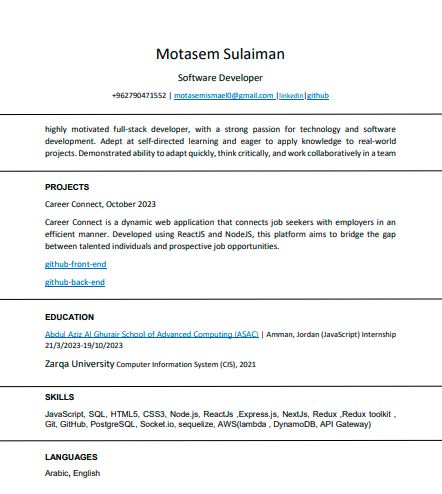 Motasem Sulaiman
Software Developer
+962790471552 | motasemismael0@gmail.com |linkedin|github
highly motivated full-stack developer, with a strong passion for technology and software
development. Adept at self-directed learning and eager to apply knowledge to real-world
projects. Demonstrated ability to adapt quickly, think critically, and work collaboratively in a team
PROJECTS
Career Connect, October 2023
Career Connect is a dynamic web application that connects job seekers with employers in an
efficient manner. Developed using ReactJS and NodeJS, this platform aims to bridge the gap
between talented individuals and prospective job opportunities.
github-front-end
github-back-end
EDUCATION
Abdul Aziz Al Ghurair School of Advanced Computing (ASAC) | Amman, Jordan (JavaScript) Internship
21/3/2023-19/10/2023
Zarqa University Computer Information System (CIS), 2021
SKILLS
JavaScript, SQL, HTML5, CSS3, Node.js, ReactJs ,Express.js, NextJs, Redux ,Redux toolkit ,
Git, GitHub, PostgreSQL, Socket.io, sequelize, AWS(lambda , DynamoDB, API Gateway)
LANGUAGES
Arabic, English